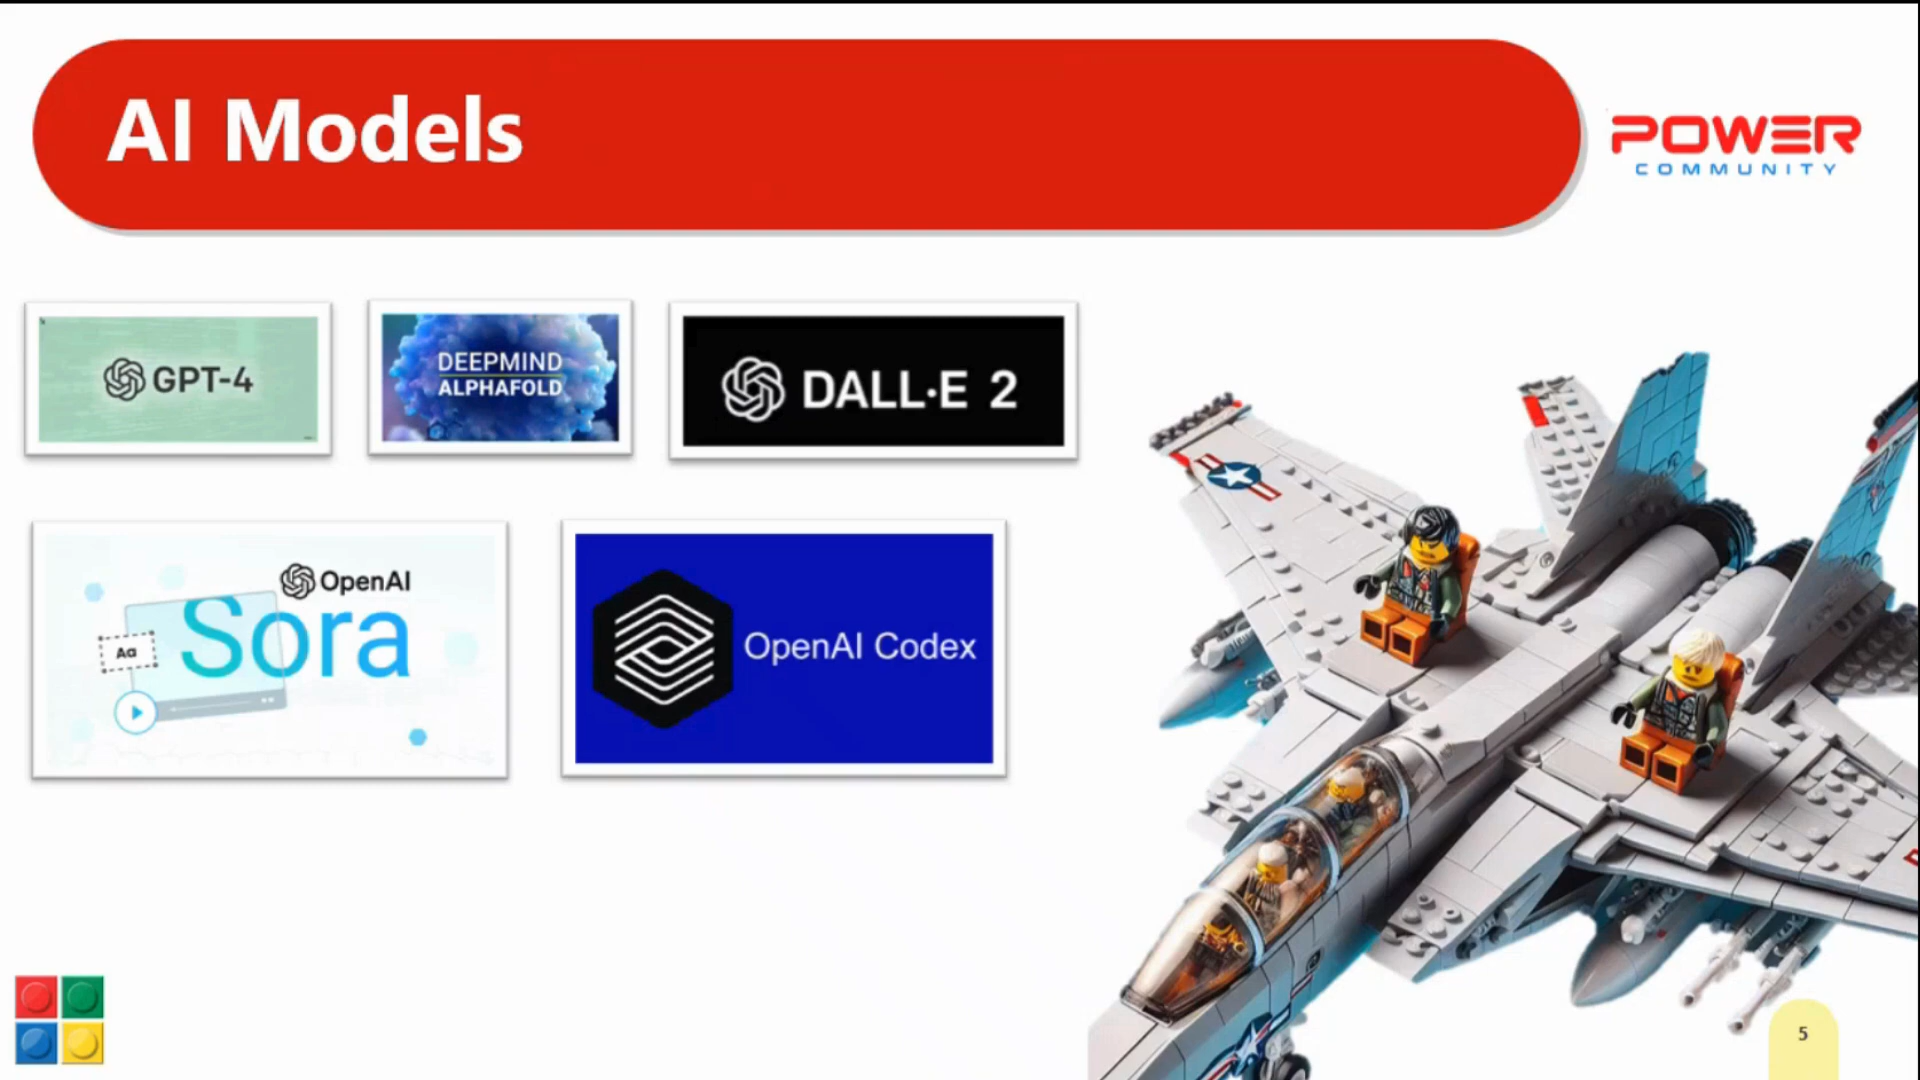 AI Models
POWER
COMMUNITY
GPT-4
DEEPMIND
ALPHAFOLD
DALL·E 2
OpenAI
Sora
Aa
OpenAI Codex
5